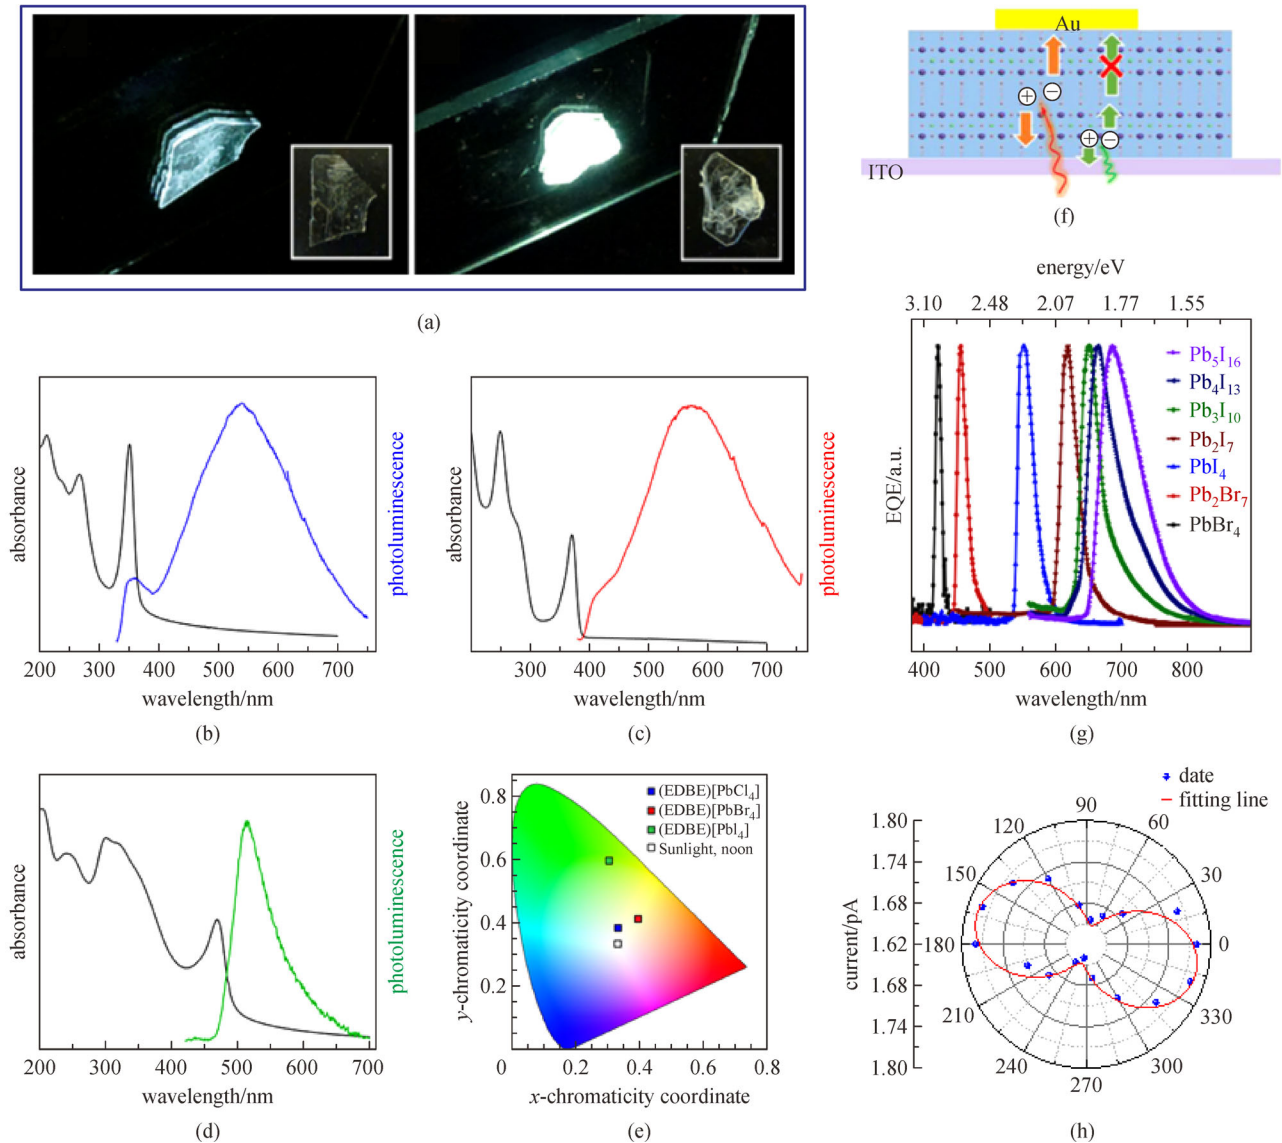 (a)
Au
+
−
+
−
ITO
(f)
200 300 400 500 600 700
absorbance
photoluminescence
wavelength/nm
(b)
200 300 400 500 600 700
absorbance
photoluminescence
wavelength/nm
(c)
energy/eV
3.10 2.48 2.07 1.77 1.55
EQE/a.u.
Pb5I16
Pb4I13
Pb3I10
Pb2I7
PbI4
Pb2Br7
PbBr4
400 500 600 700 800
wavelength/nm
(g)
absorbance
photoluminescence
200 300 400 500 600 700
wavelength/nm
(d)
y-chromaticity coordinate
0.8
0.6
0.4
0.2
0 0.2 0.4 0.6 0.8
(EDBE)[PbCl4]
(EDBE)[PbBr4]
(EDBE)[PbI4]
Sunlight, noon
x-chromaticity coordinate
(e)
date
fitting line
current/pA
1.80
1.74
1.68
1.62
1.68
1.74
1.80
90
120 60
150 30
180 0
210 330
240 300
270
(h)